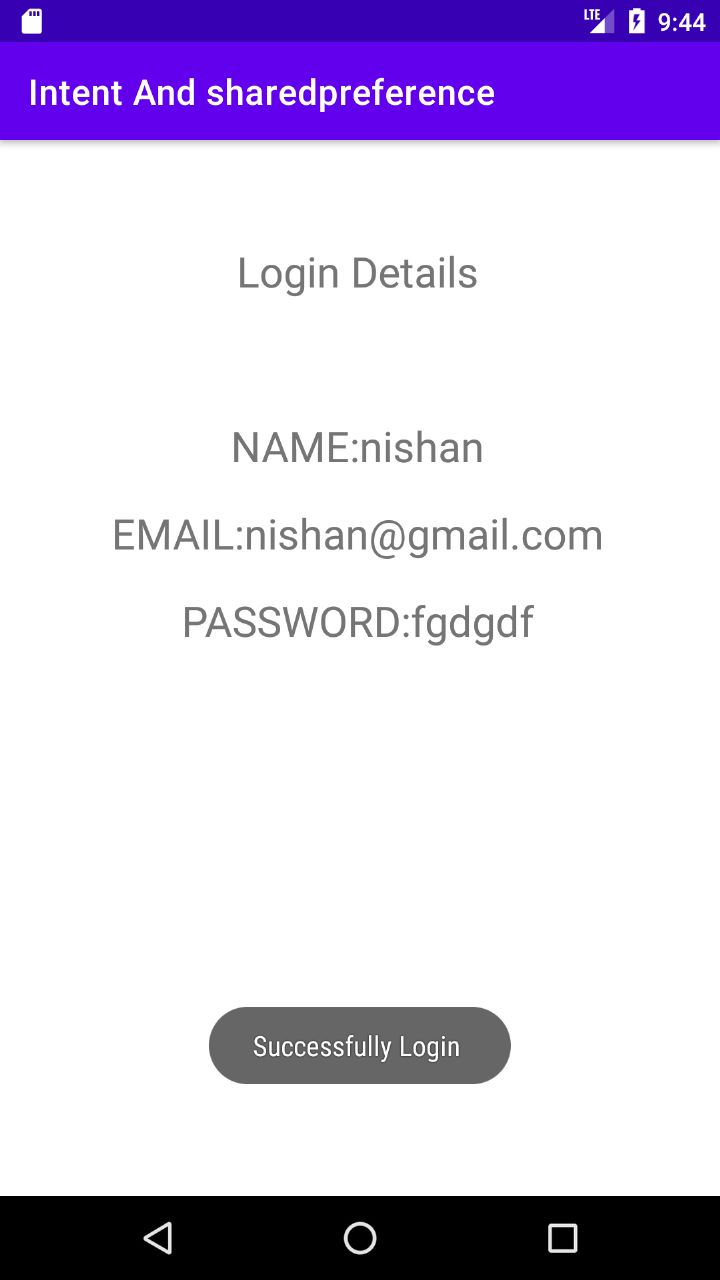 LTE 9:44
Intent And sharedpreference
Login Details
NAME:nishan
EMAIL:nishan@gmail.com
PASSWORD:fgdgdf
Successfully Login